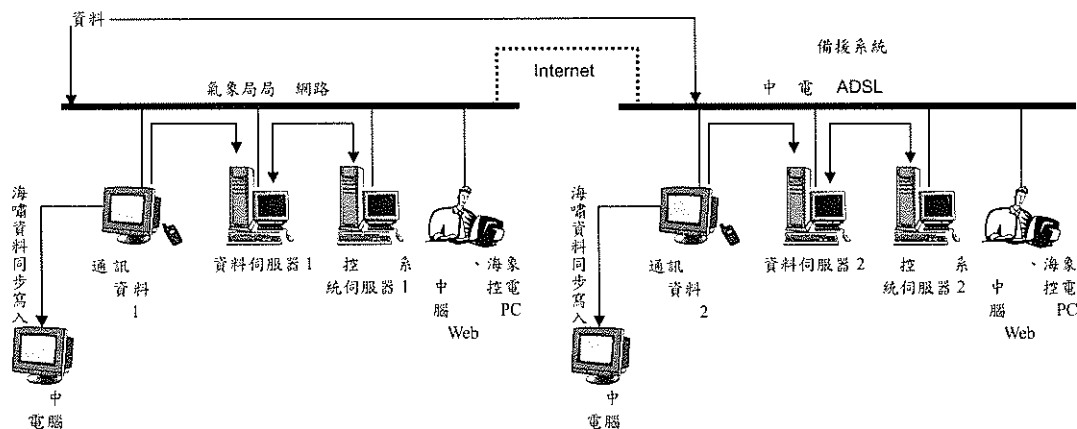 資料
備援系統
Internet
氣象局局 網路
中 電 ADSL
海嘯資料同步寫入
通訊
資料
1
資料伺服器1
控 系
統伺服器1
、海象
中 控電
腦 PC
Web
中
電腦
海嘯資料同步寫入
通訊
資料
2
資料伺服器2
控 系
統伺服器2
、海象
中 控電
腦 PC
Web
中
電腦